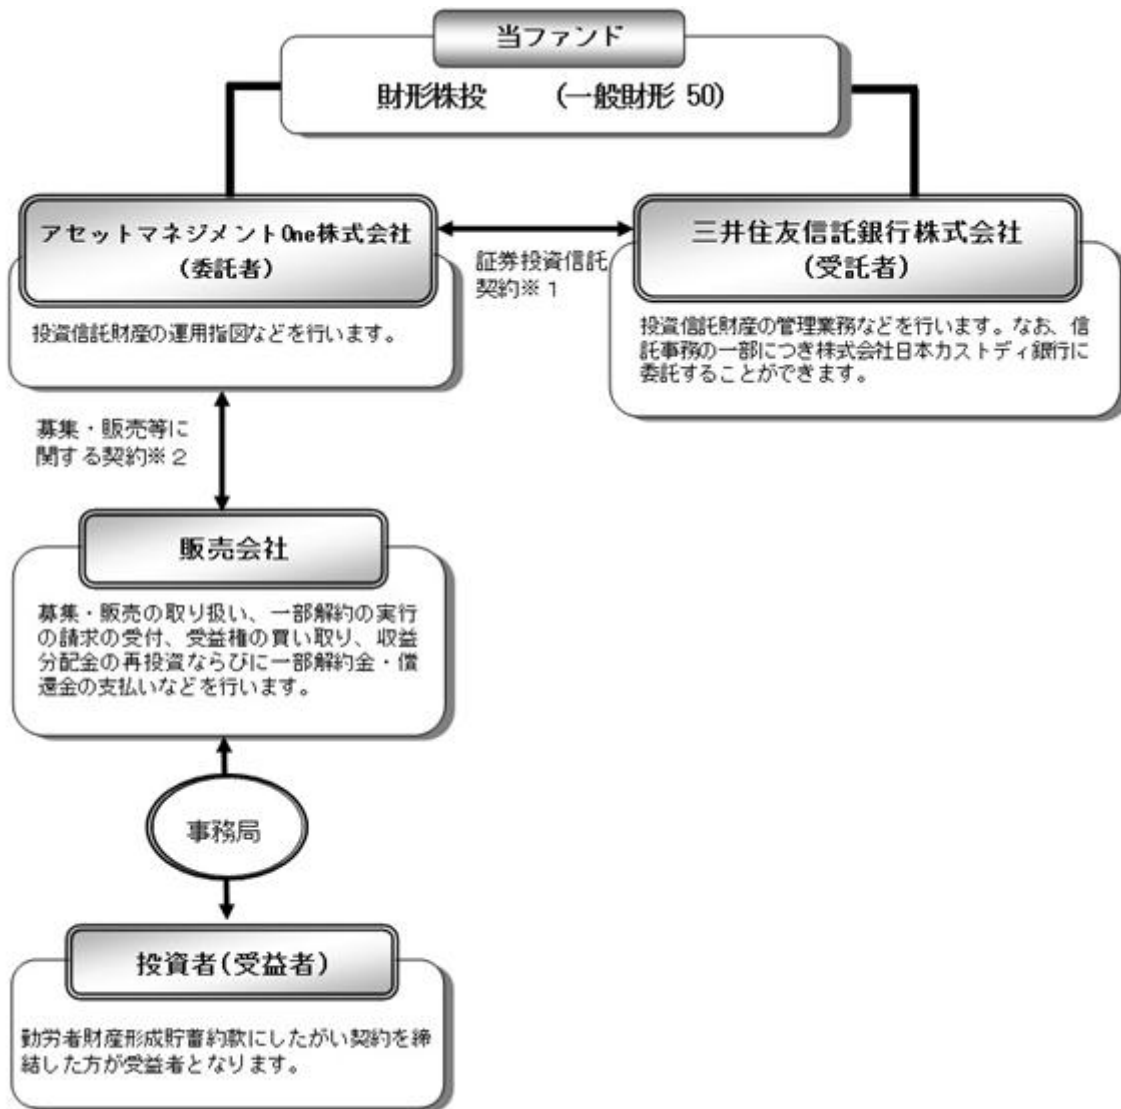 当ファンド
財形株投 (一般財形 50)
アセットマネジメントOne株式会社
(委託者)
投資信託財産の運用指図などを行います。
証券投資信託
契約※1
三井住友信託銀行株式会社
(受託者)
投資信託財産の管理業務などを行います。なお、信
託事務の一部につき株式会社日本カストディ銀行に
委託することができます。
募集・販売等に
関する契約※2
販売会社
募集・販売の取り扱い、一部解約の実行
の請求の受付、受益権の買い取り、収益
分配金の再投資ならびに一部解約金・償
還金の支払いなどを行います。
事務局
投資者(受益者)
勤労者財産形成貯蓄約款にしたがい契約を締
結した方が受益者となります。